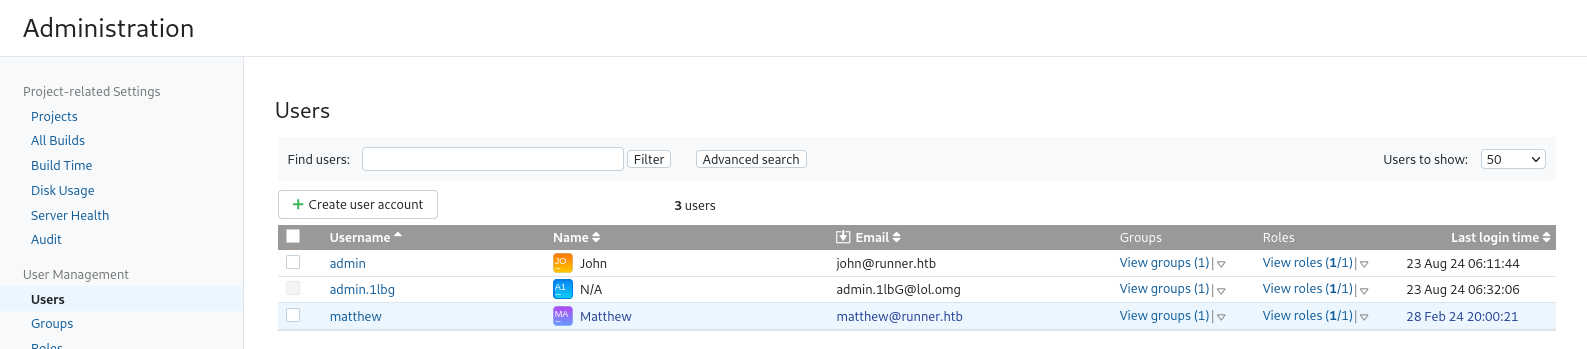 Administration
Project-related Settings
Projects
All Builds
Build Time
Disk Usage
Server Health
Audit
User Management
Users
Groups
Roles
Users
Find users: Filter Advanced search Users to show: 50
Create user account 3 users
Username Name Email Groups Roles Last login time
admin JO John john@runner.htb View groups (1) View roles (1/1) 23 Aug 24 06:11:44
admin.1lbg A1 N/A admin.1lbG@lol.omg View groups (1) View roles (1/1) 23 Aug 24 06:32:06
matthew MA Matthew matthew@runner.htb View groups (1) View roles (1/1) 28 Feb 24 20:00:21